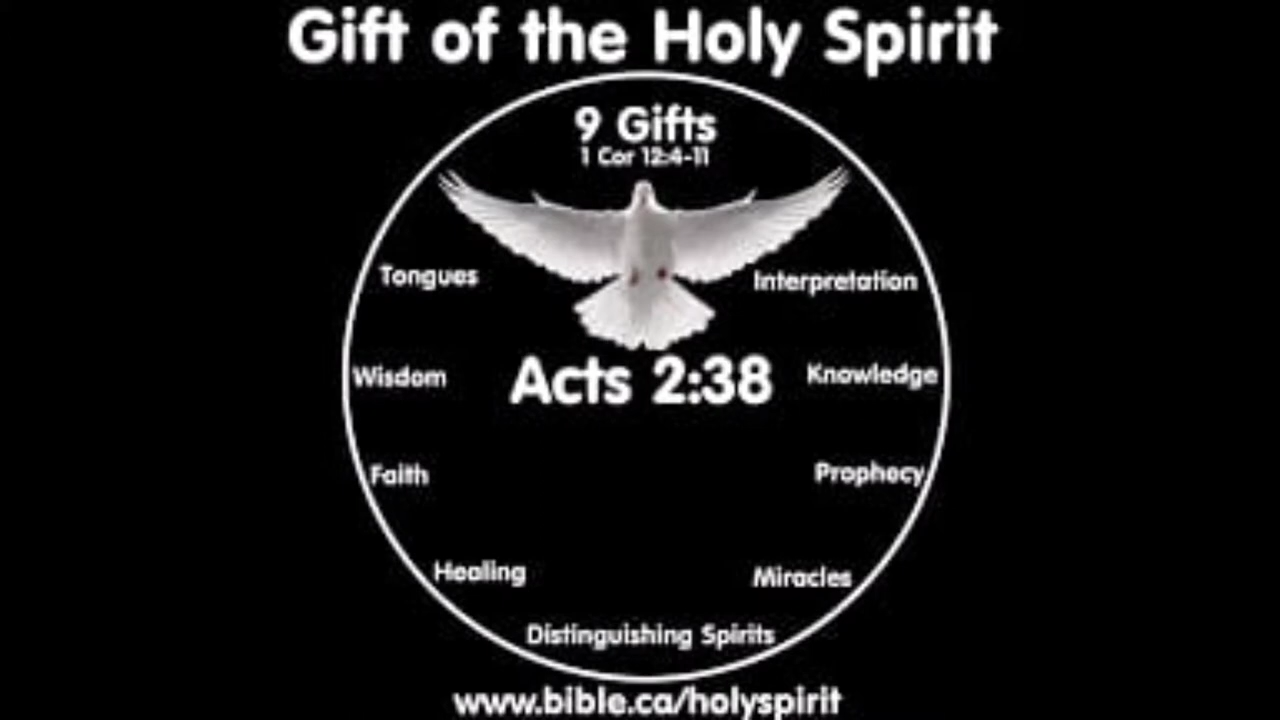 Gift of the Holy Spirit
9 Gifts
1 Cor 12:4-11
Tongues
Interpretation
Wisdom
Acts 2:38
Knowledge
Faith
Prophecy
Healing
Miracles
Distinguishing Spirits
www.bible.ca/holyspirit